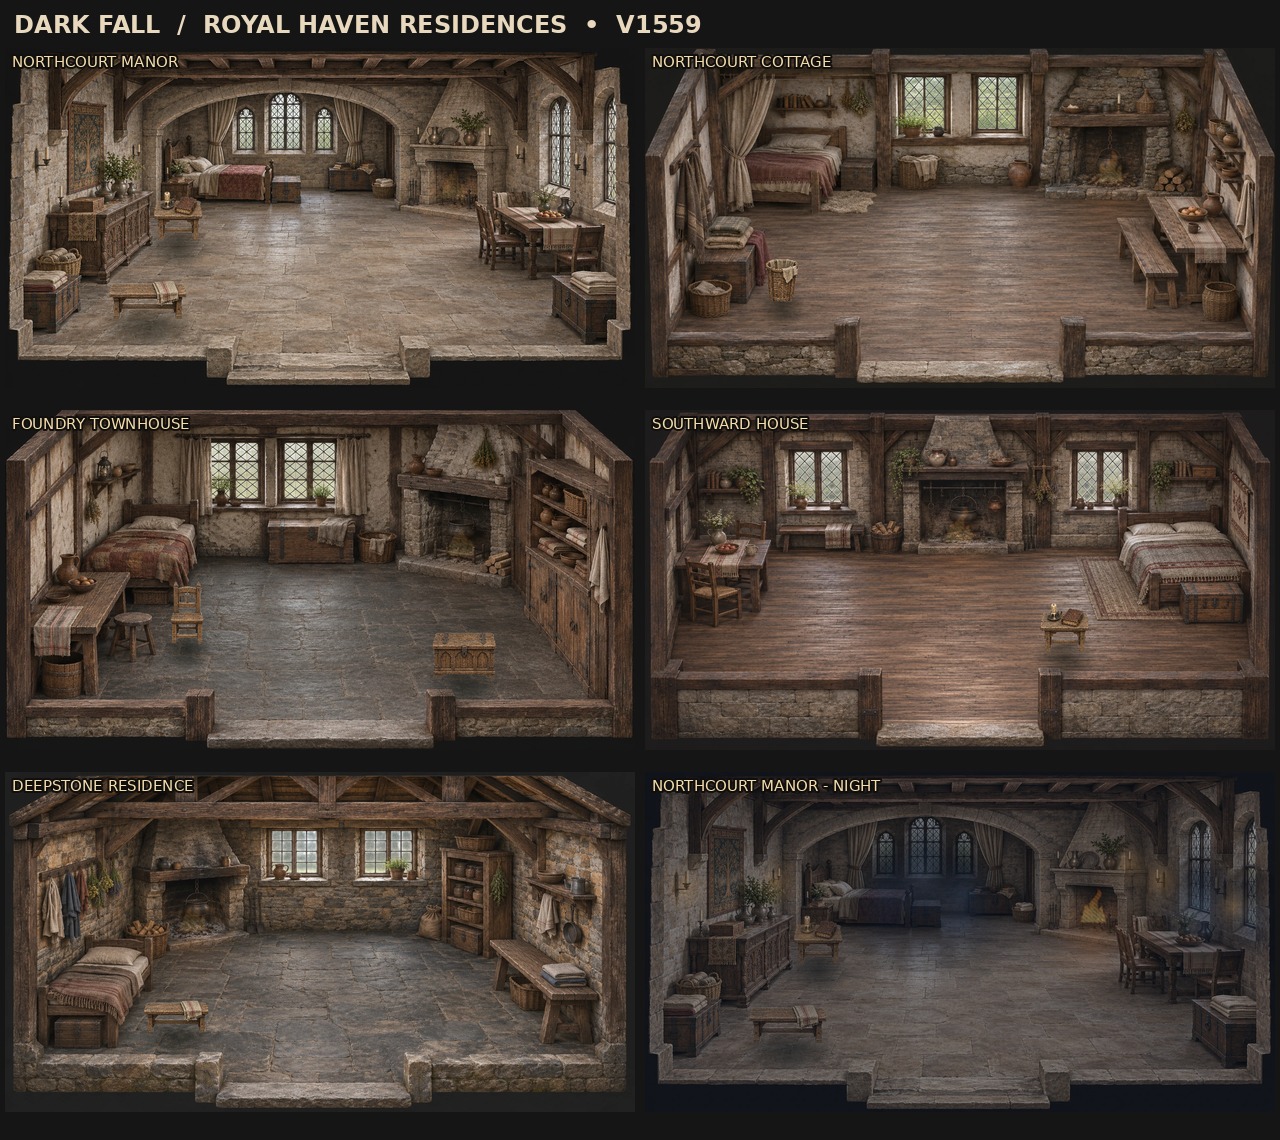 DARK FALL / ROYAL HAVEN RESIDENCES • V1559
NORTHCOURT MANOR
NORTHCOURT COTTAGE
FOUNDRY TOWNHOUSE
SOUTHWARD HOUSE
DEEPSTONE RESIDENCE
NORTHCOURT MANOR - NIGHT